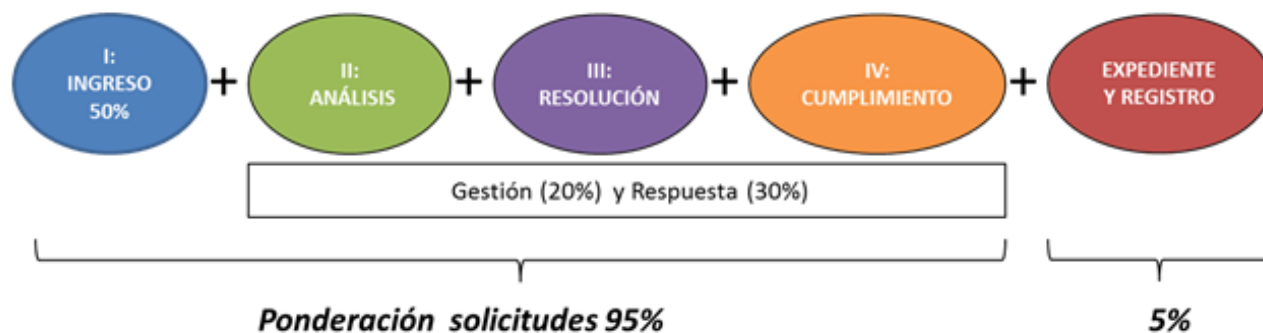 I:
INGRESO
50%
+
II:
ANÁLISIS
+
III:
RESOLUCIÓN
+
IV:
CUMPLIMIENTO
+
EXPEDIENTE
Y REGISTRO
Gestión (20%) y Respuesta (30%)
Ponderación solicitudes 95%
5%